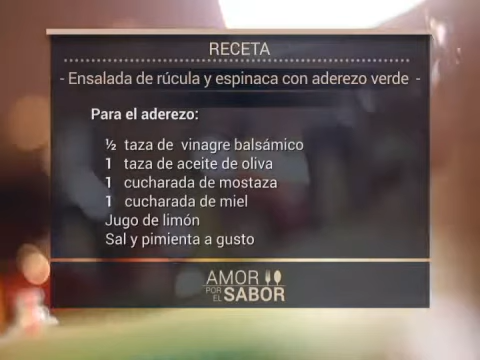 RECETA
- Ensalada de rúcula y espinaca con aderezo verde -
Para el aderezo:
½ taza de vinagre balsámico
1 taza de aceite de oliva
1 cucharada de mostaza
1 cucharada de miel
Jugo de limón
Sal y pimienta a gusto
AMOR
POR EL SABOR